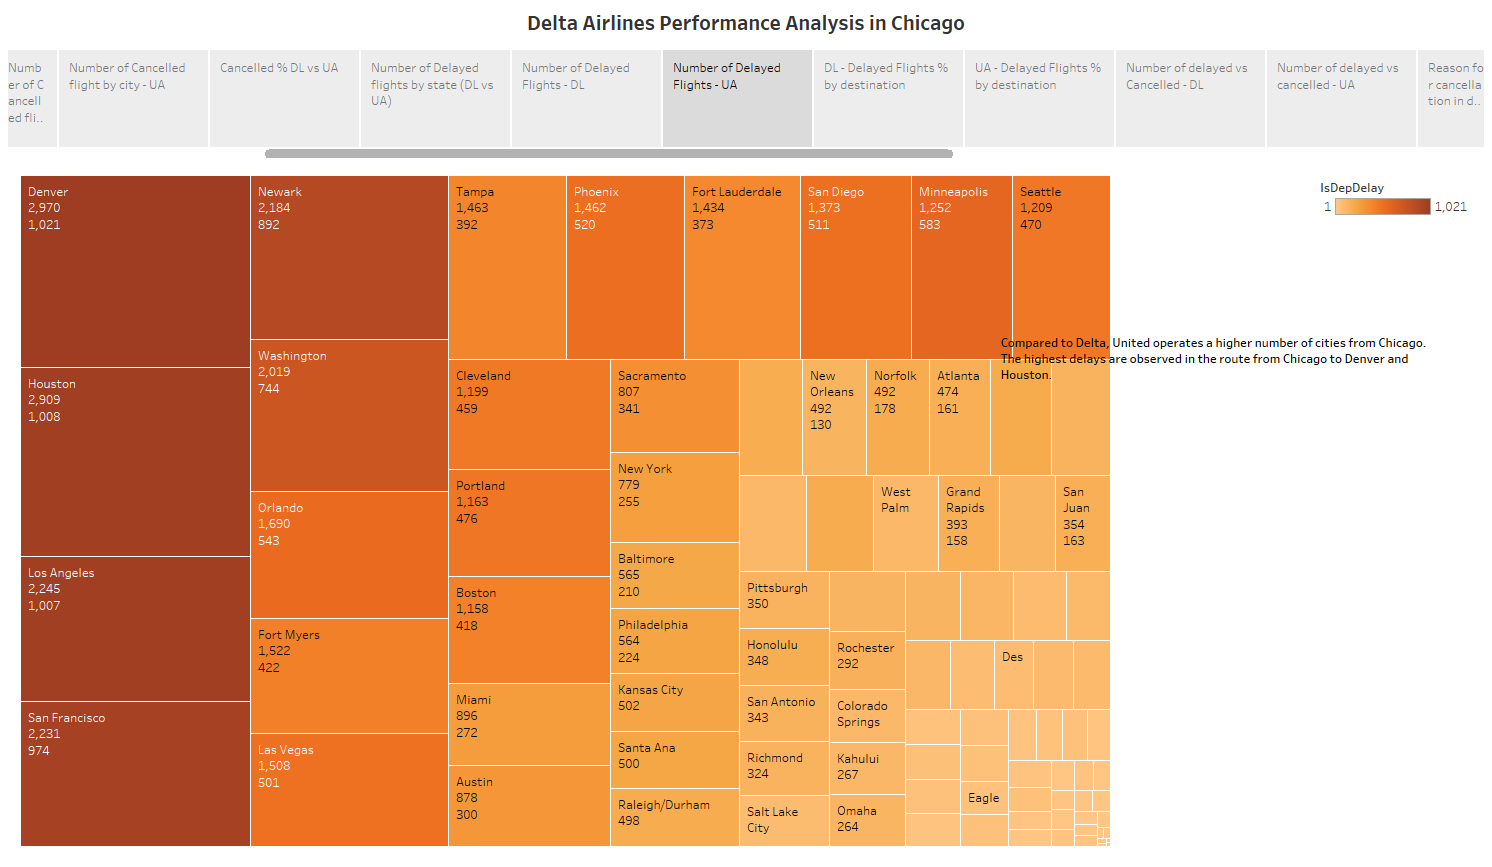 Delta Airlines Performance Analysis in Chicago
Numb
er of C
ancell
ed fli..
Number of Cancelled
flight by city - UA
Cancelled % DL vs UA
Number of Delayed
flights by state (DL vs
UA)
Number of Delayed
Flights - DL
Number of Delayed
Flights - UA
DL - Delayed Flights %
by destination
UA - Delayed Flights %
by destination
Number of delayed vs
Cancelled - DL
Number of delayed vs
cancelled - UA
Reason fo
r cancella
tion in d..
Denver
2,970
1,021
Houston
2,909
1,008
Los Angeles
2,245
1,007
San Francisco
2,231
974
Newark
2,184
892
Washington
2,019
744
Orlando
1,690
543
Fort Myers
1,522
422
Las Vegas
1,508
501
Tampa
1,463
392
Phoenix
1,462
520
Fort Lauderdale
1,434
373
San Diego
1,373
511
Minneapolis
1,252
583
Seattle
1,209
470
Cleveland
1,199
459
Portland
1,163
476
Boston
1,158
418
Miami
896
272
Austin
878
300
Sacramento
807
341
New York
779
255
Baltimore
565
210
Philadelphia
564
224
Kansas City
502
Santa Ana
500
Raleigh/Durham
498
New
Orleans
492
130
Norfolk
492
178
Atlanta
474
161
West
Palm
Grand
Rapids
393
158
San
Juan
354
163
Pittsburgh
350
Honolulu
348
San Antonio
343
Richmond
324
Salt Lake
City
Rochester
292
Colorado
Springs
Kahului
267
Omaha
264
Des
Eagle
IsDepDelay
1
1,021
Compared to Delta, United operates a higher number of cities from Chicago.
The highest delays are observed in the route from Chicago to Denver and
Houston.